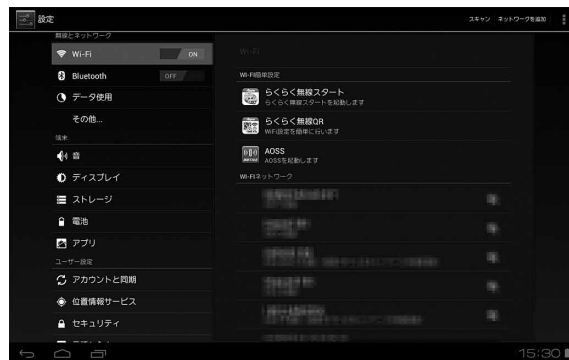 設定
スキャン ネットワークを追加
無線とネットワーク
Wi-Fi ON
Bluetooth OFF
データ使用
その他...
端末
音
ディスプレイ
ストレージ
電池
アプリ
ユーザー設定
アカウントと同期
位置情報サービス
セキュリティ
Wi-Fi
Wi-Fi簡単設定
らくらく無線スタート
らくらく無線スタートを起動します
らくらく無線QR
WiFi設定を簡単に行います
AOSS
AOSSを起動します
Wi-Fiネットワーク
15:30